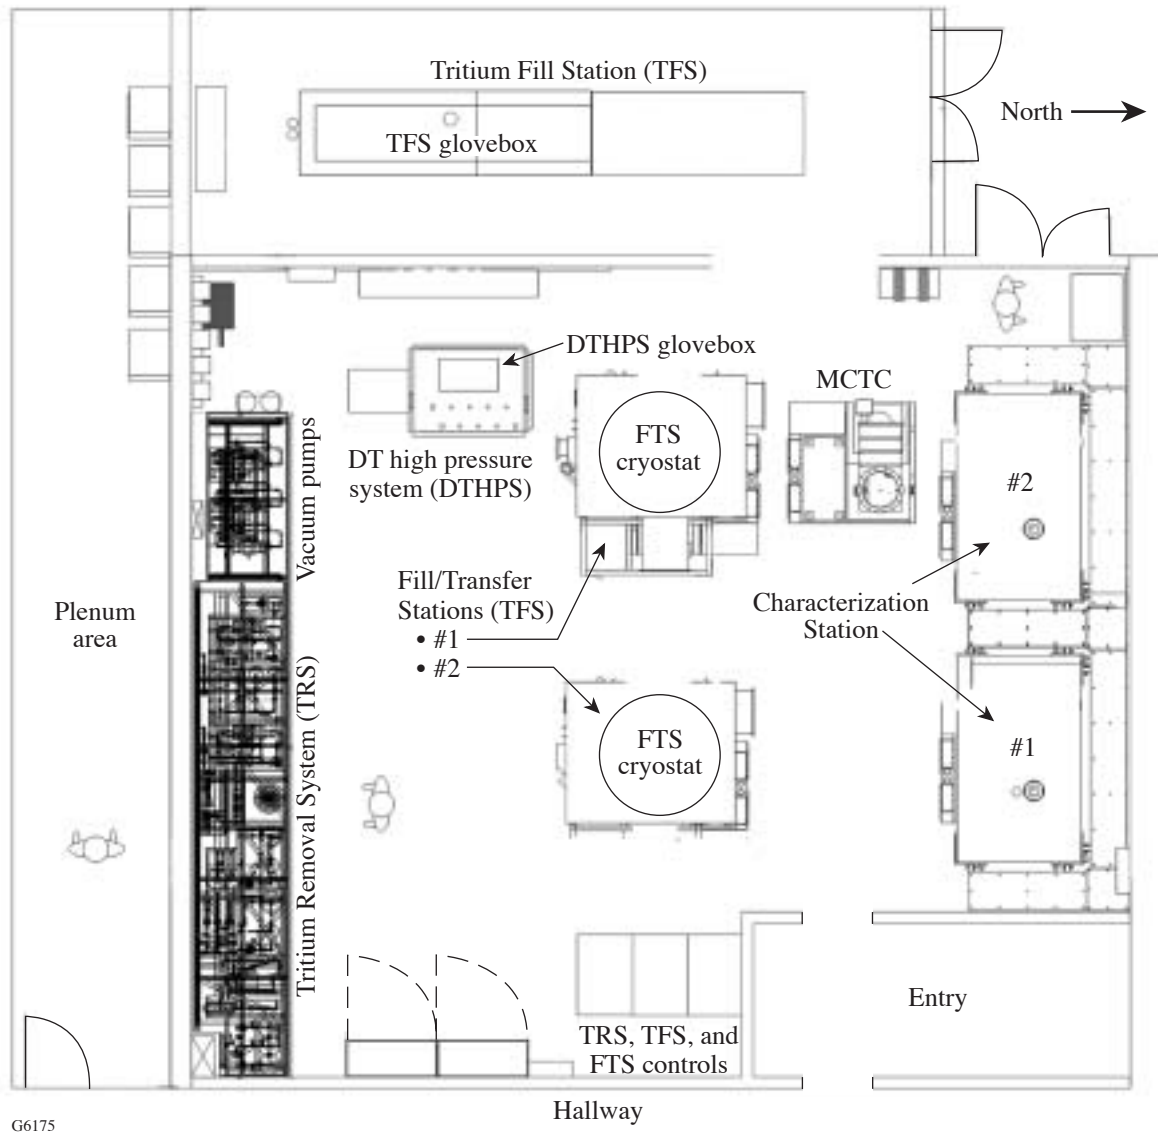 Tritium Fill Station (TFS)
TFS glovebox
North
DTHPS glovebox
MCTC
FTS
cryostat
Vacuum pumps
DT high pressure
system (DTHPS)
#2
Fill/Transfer
Stations (TFS)
• #1
• #2
Characterization
Station
Plenum
area
Tritium Removal System (TRS)
FTS
cryostat
#1
Entry
TRS, TFS, and
FTS controls
Hallway
G6175